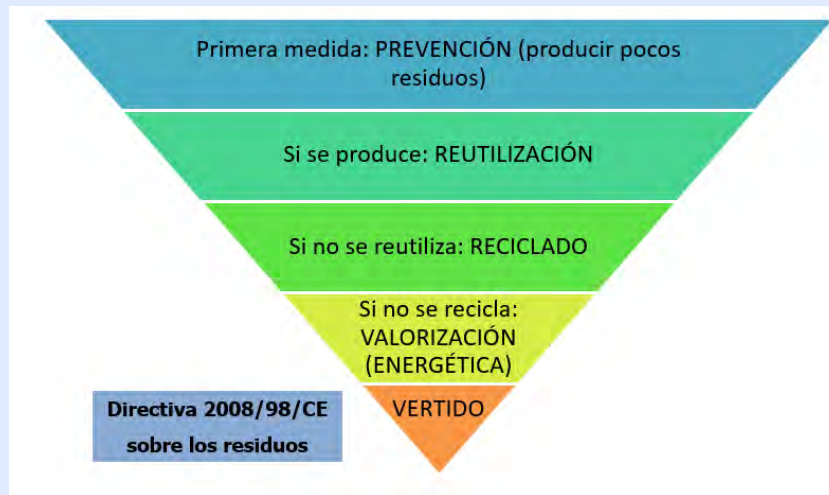 Primera medida: PREVENCIÓN (producir pocos
residuos)
Si se produce: REUTILIZACIÓN
Si no se reutiliza: RECICLADO
Si no se recicla:
VALORIZACIÓN
(ENERGÉTICA)
VERTIDO
Directiva 2008/98/CE
sobre los residuos